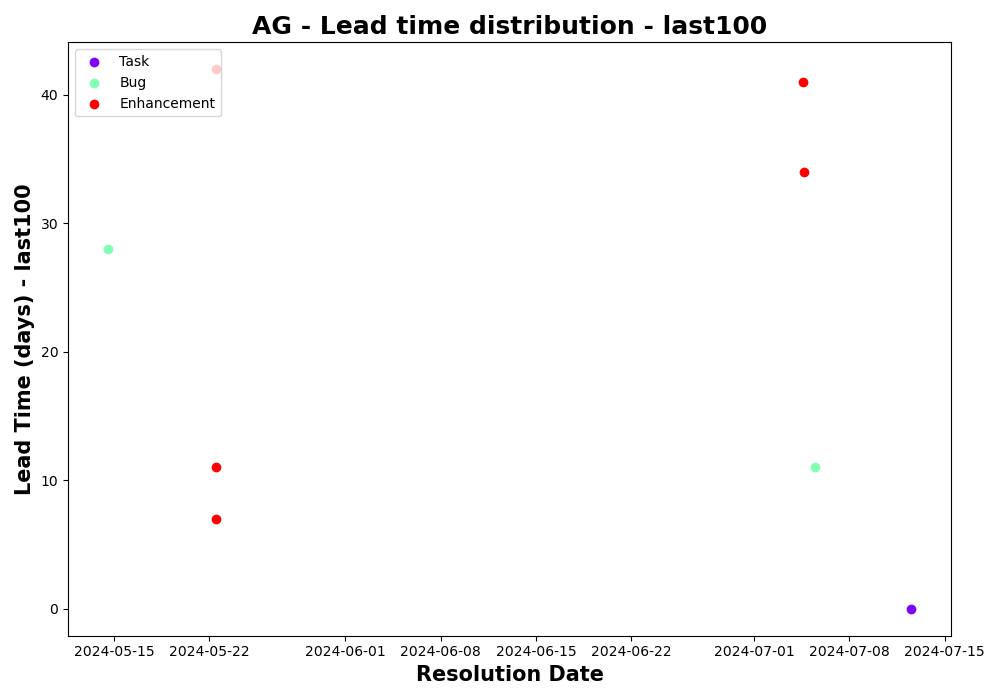 AG - Lead time distribution - last100
Task
Bug
Enhancement
Lead Time (days) - last100
40
30
20
10
0
2024-05-15 2024-05-22 2024-06-01 2024-06-08 2024-06-15 2024-06-22 2024-07-01 2024-07-08 2024-07-15
Resolution Date